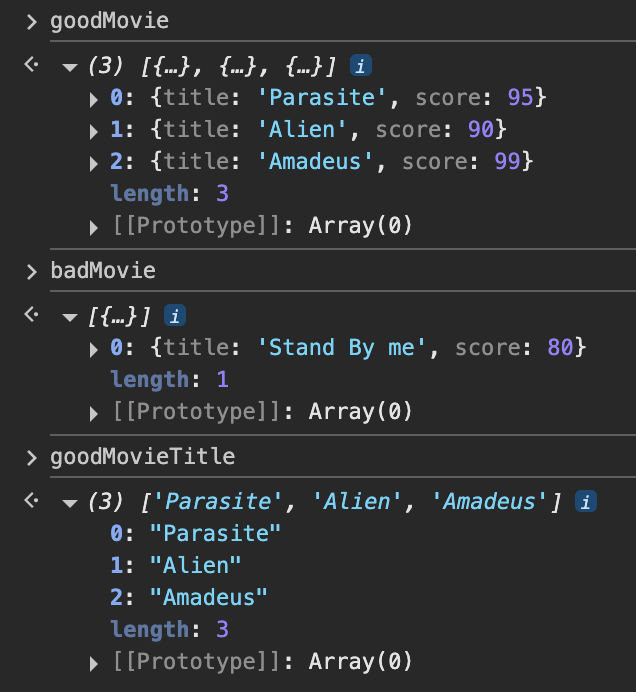 > goodMovie
(3) [{…}, {…}, {…}] i
0: {title: 'Parasite', score: 95}
1: {title: 'Alien', score: 90}
2: {title: 'Amadeus', score: 99}
length: 3
[[Prototype]]: Array(0)
> badMovie
[{…}] i
0: {title: 'Stand By me', score: 80}
length: 1
[[Prototype]]: Array(0)
> goodMovieTitle
(3) ['Parasite', 'Alien', 'Amadeus'] i
0: "Parasite"
1: "Alien"
2: "Amadeus"
length: 3
[[Prototype]]: Array(0)